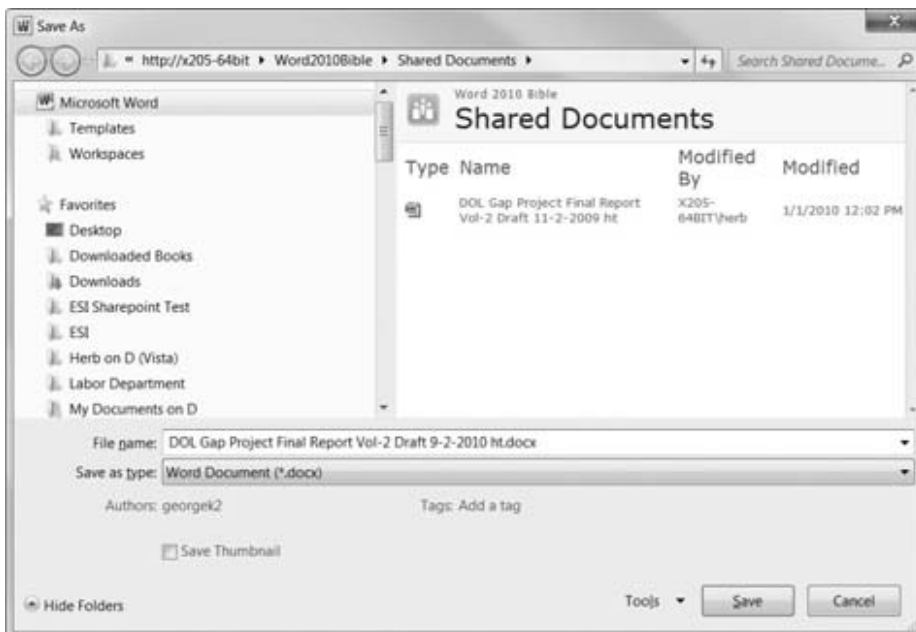 Save As
http://x205-64bit ▸ Word2010Bible ▸ Shared Documents ▸
Search Shared Docume...
Microsoft Word
Templates
Workspaces
Favorites
Desktop
Downloaded Books
Downloads
ESI Sharepoint Test
ESI
Herb on D (Vista)
Labor Department
My Documents on D
Word 2010 Bible
Shared Documents
Type Name Modified By Modified
DOL Gap Project Final Report Vol-2 Draft 11-2-2009 ht
X205-64BIT\herb
1/1/2010 12:02 PM
File name: DOL Gap Project Final Report Vol-2 Draft 9-2-2010 ht.docx
Save as type: Word Document (*.docx)
Authors: georgek2 Tags: Add a tag
Save Thumbnail
Hide Folders
Tools Save Cancel